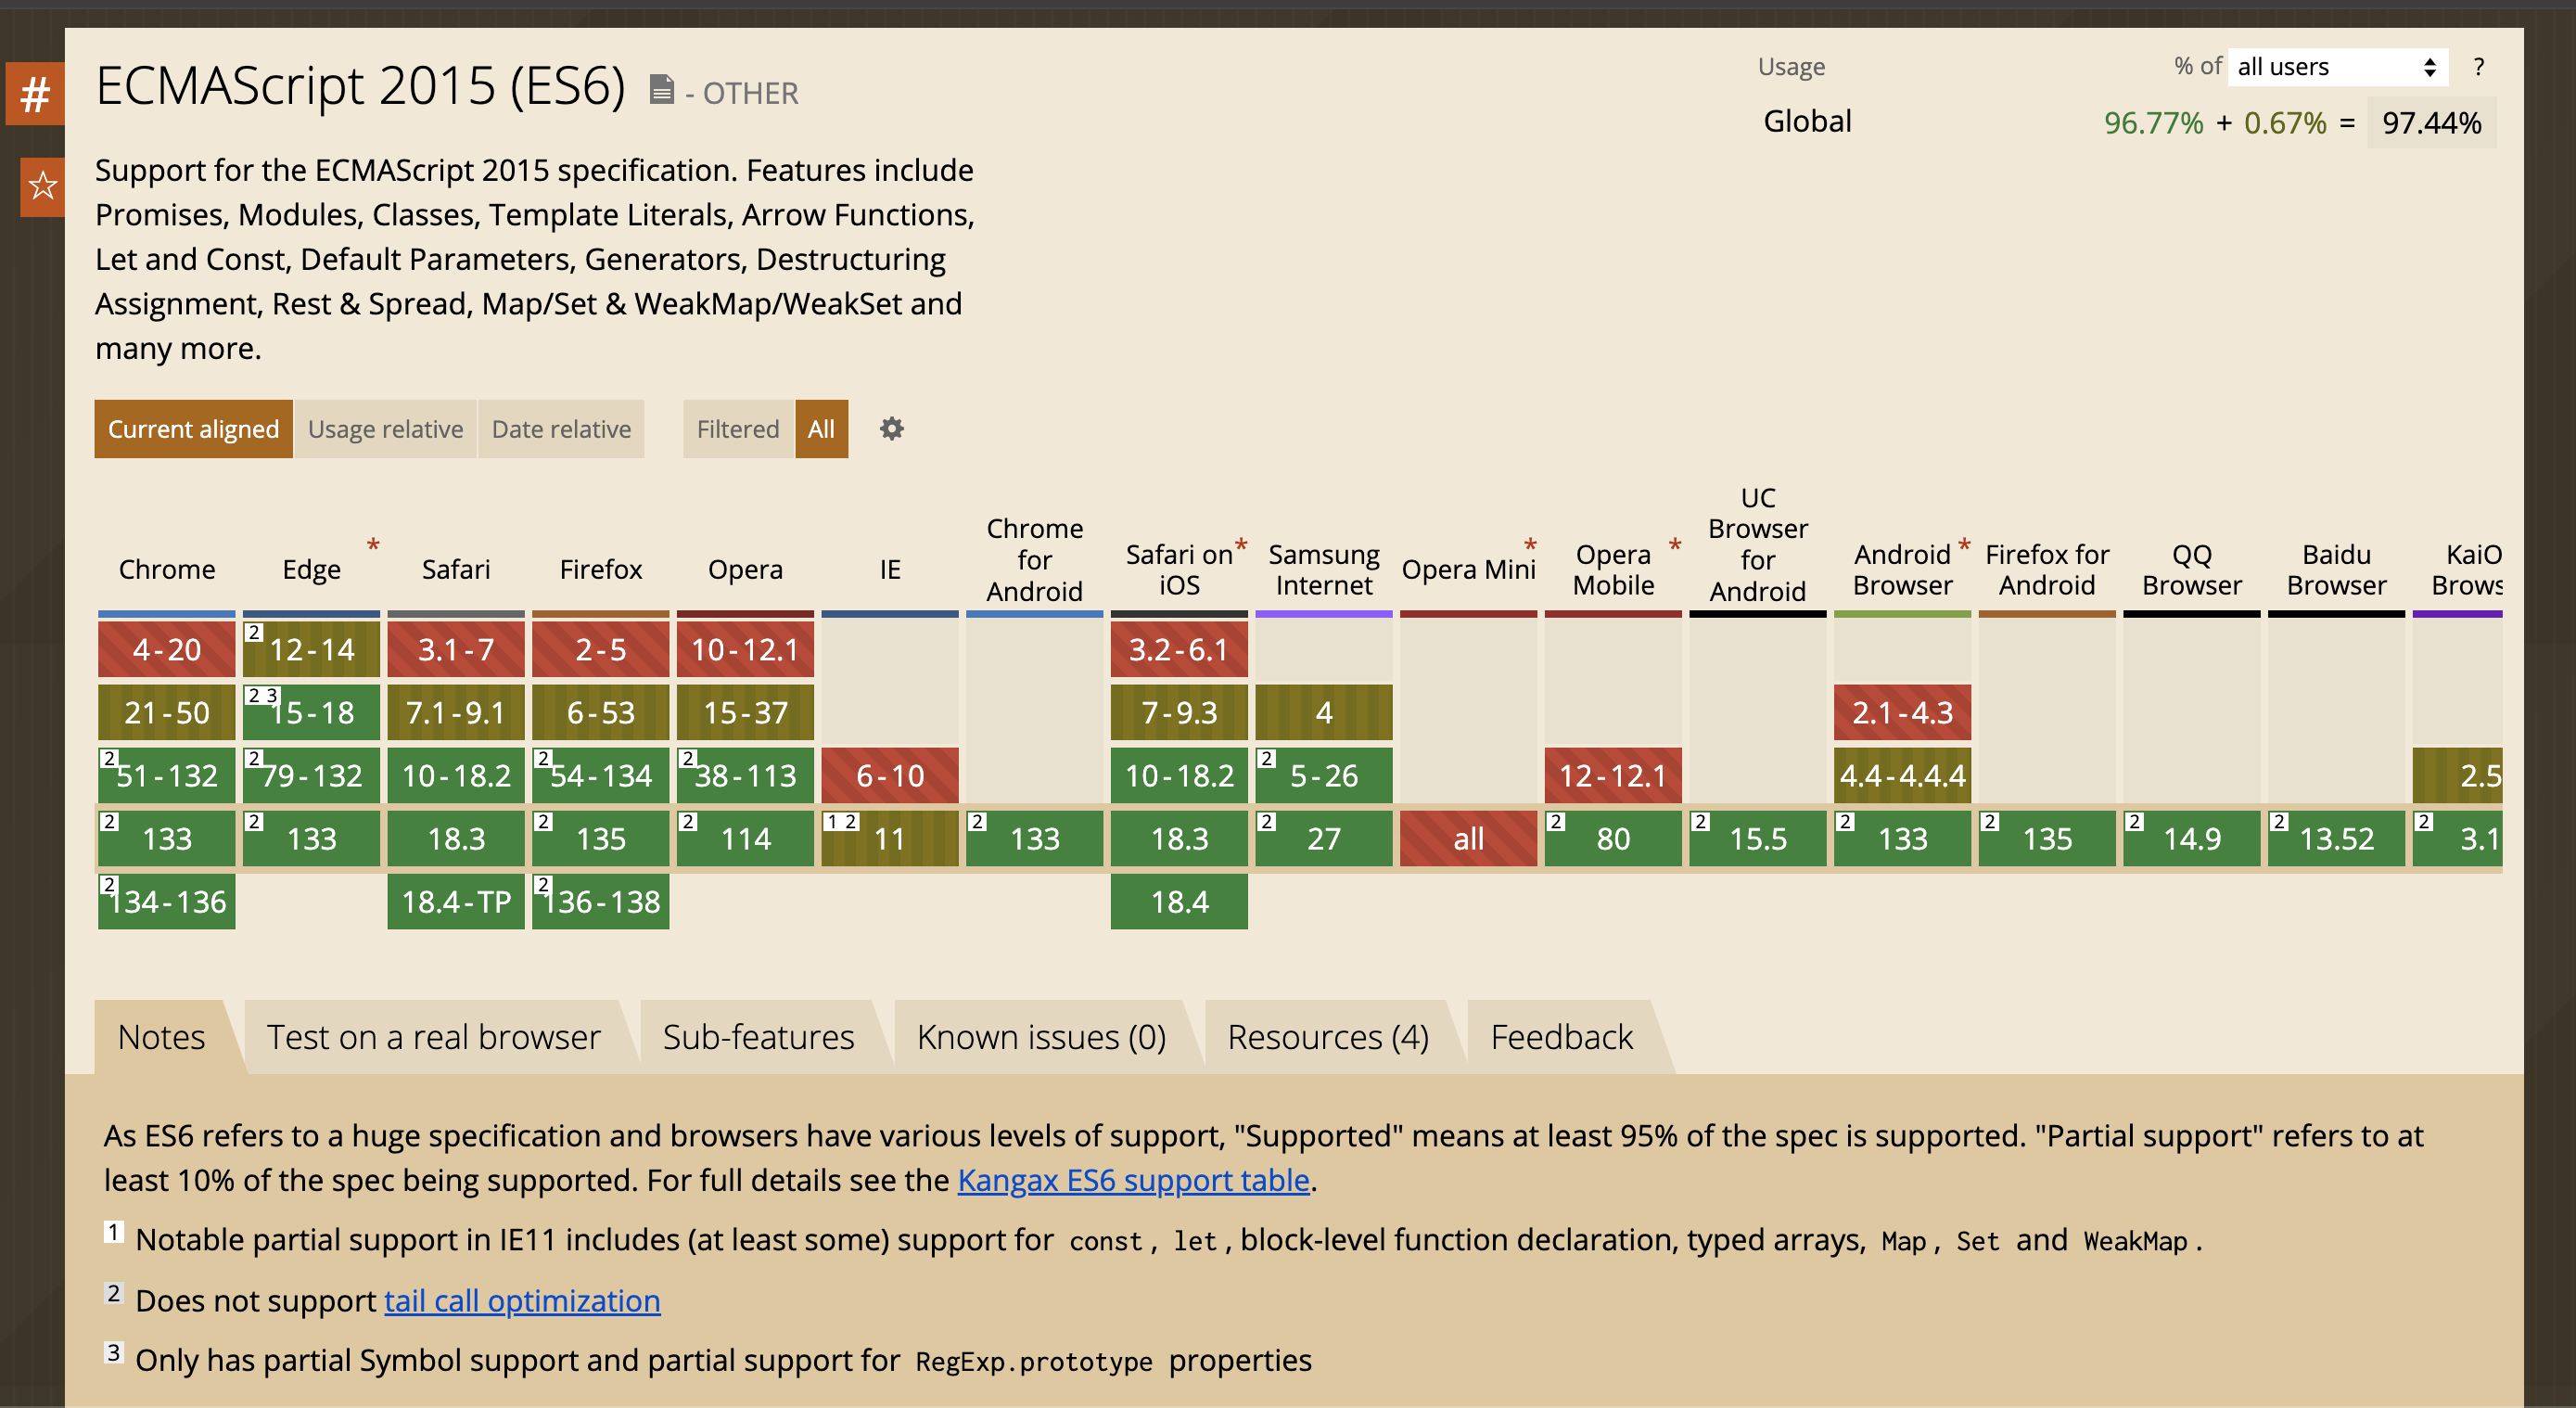 #
ECMAScript 2015 (ES6) - OTHER
Usage % of all users ?
Global 96.77% + 0.67% = 97.44%
Support for the ECMAScript 2015 specification. Features include
Promises, Modules, Classes, Template Literals, Arrow Functions,
Let and Const, Default Parameters, Generators, Destructuring
Assignment, Rest & Spread, Map/Set & WeakMap/WeakSet and
many more.
Current aligned Usage relative Date relative Filtered All
Chrome
Edge *
Safari
Firefox
Opera
IE
Chrome
for
Android
Safari on *
iOS
Samsung
Internet
Opera Mini *
Opera *
Mobile
UC
Browser
for
Android
Android *
Browser
Firefox for
Android
QQ
Browser
Baidu
Browser
KaiO
Brows
4-20 2 12-14 3.1-7 2-5 10-12.1 3.2-6.1
21-50 2 3 15-18 7.1-9.1 6-53 15-37 7-9.3 4 2.1-4.3
2 51-132 2 79-132 10-18.2 2 54-134 2 38-113 6-10 10-18.2 2 5-26 12-12.1 4.4-4.4.4 2.5
2 133 2 133 18.3 2 135 2 114 1 2 11 2 133 18.3 2 27 all 2 80 2 15.5 2 133 2 135 2 14.9 2 13.52 2 3.1
2 134-136 18.4-TP 2 136-138 18.4
Notes Test on a real browser Sub-features Known issues (0) Resources (4) Feedback
As ES6 refers to a huge specification and browsers have various levels of support, "Supported" means at least 95% of the spec is supported. "Partial support" refers to at
least 10% of the spec being supported. For full details see the Kangax ES6 support table.
1 Notable partial support in IE11 includes (at least some) support for const, let, block-level function declaration, typed arrays, Map, Set and WeakMap.
2 Does not support tail call optimization
3 Only has partial Symbol support and partial support for RegExp.prototype properties